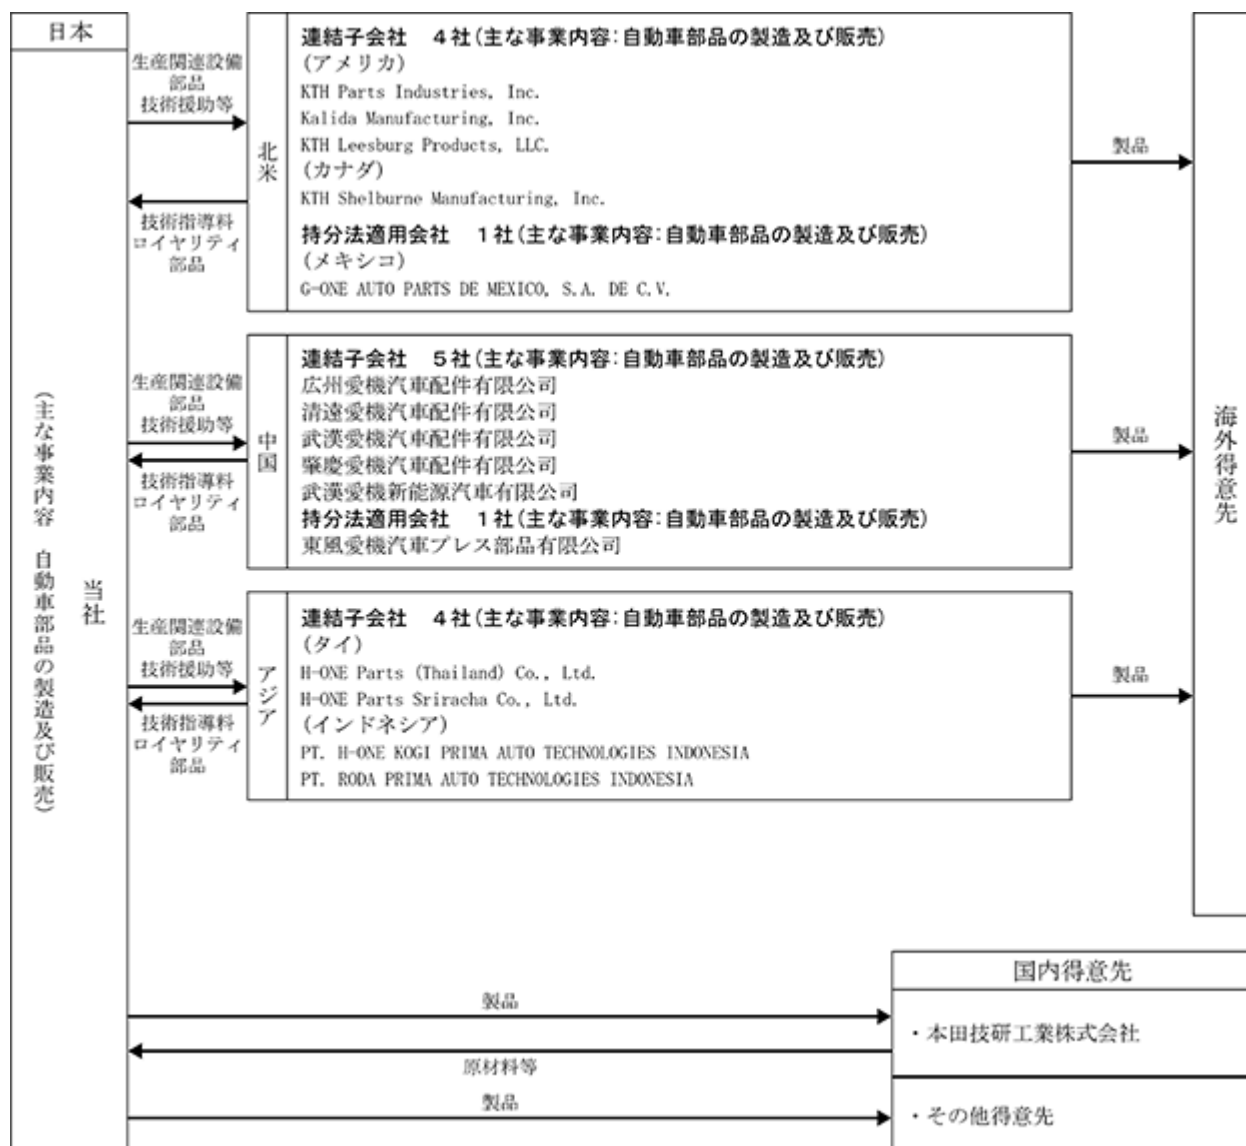 日本
(主な事業内容 自動車部品の製造及び販売)
当社
生産関連設備
部品
技術援助等
技術指導料
ロイヤリティ
部品
北米
連結子会社 4社(主な事業内容:自動車部品の製造及び販売)
(アメリカ)
KTH Parts Industries, Inc.
Kalida Manufacturing, Inc.
KTH Leesburg Products, LLC.
(カナダ)
KTH Shelburne Manufacturing, Inc.
持分法適用会社 1社(主な事業内容:自動車部品の製造及び販売)
(メキシコ)
G-ONE AUTO PARTS DE MEXICO, S.A. DE C.V.
製品
生産関連設備
部品
技術援助等
技術指導料
ロイヤリティ
部品
中国
連結子会社 5社(主な事業内容:自動車部品の製造及び販売)
広州愛機汽車配件有限公司
清遠愛機汽車配件有限公司
武漢愛機汽車配件有限公司
肇慶愛機汽車配件有限公司
武漢愛機新能源汽車有限公司
持分法適用会社 1社(主な事業内容:自動車部品の製造及び販売)
東風愛機汽車プレス部品有限公司
製品
生産関連設備
部品
技術援助等
技術指導料
ロイヤリティ
部品
アジア
連結子会社 4社(主な事業内容:自動車部品の製造及び販売)
(タイ)
H-ONE Parts (Thailand) Co., Ltd.
H-ONE Parts Sriracha Co., Ltd.
(インドネシア)
PT. H-ONE KOGI PRIMA AUTO TECHNOLOGIES INDONESIA
PT. RODA PRIMA AUTO TECHNOLOGIES INDONESIA
製品
海外得意先
国内得意先
製品
・本田技研工業株式会社
原材料等
製品
・その他得意先